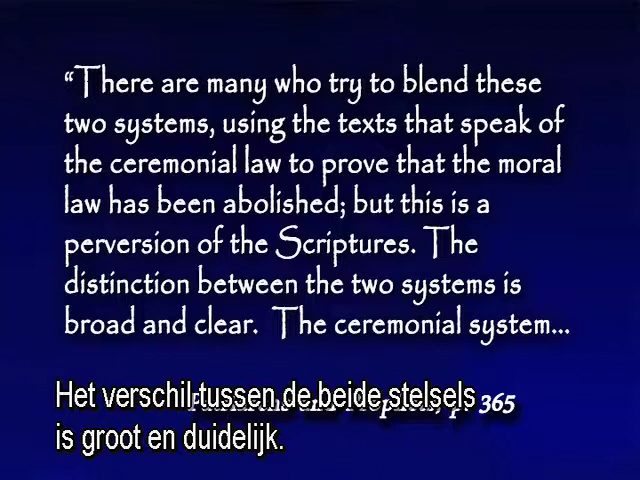 “There are many who try to blend these
two systems, using the texts that speak of
the ceremonial law to prove that the moral
law has been abolished; but this is a
perversion of the Scriptures. The
distinction between the two systems is
broad and clear. The ceremonial system...
365
Het verschil tussen de beide stelsels
is groot en duidelijk.